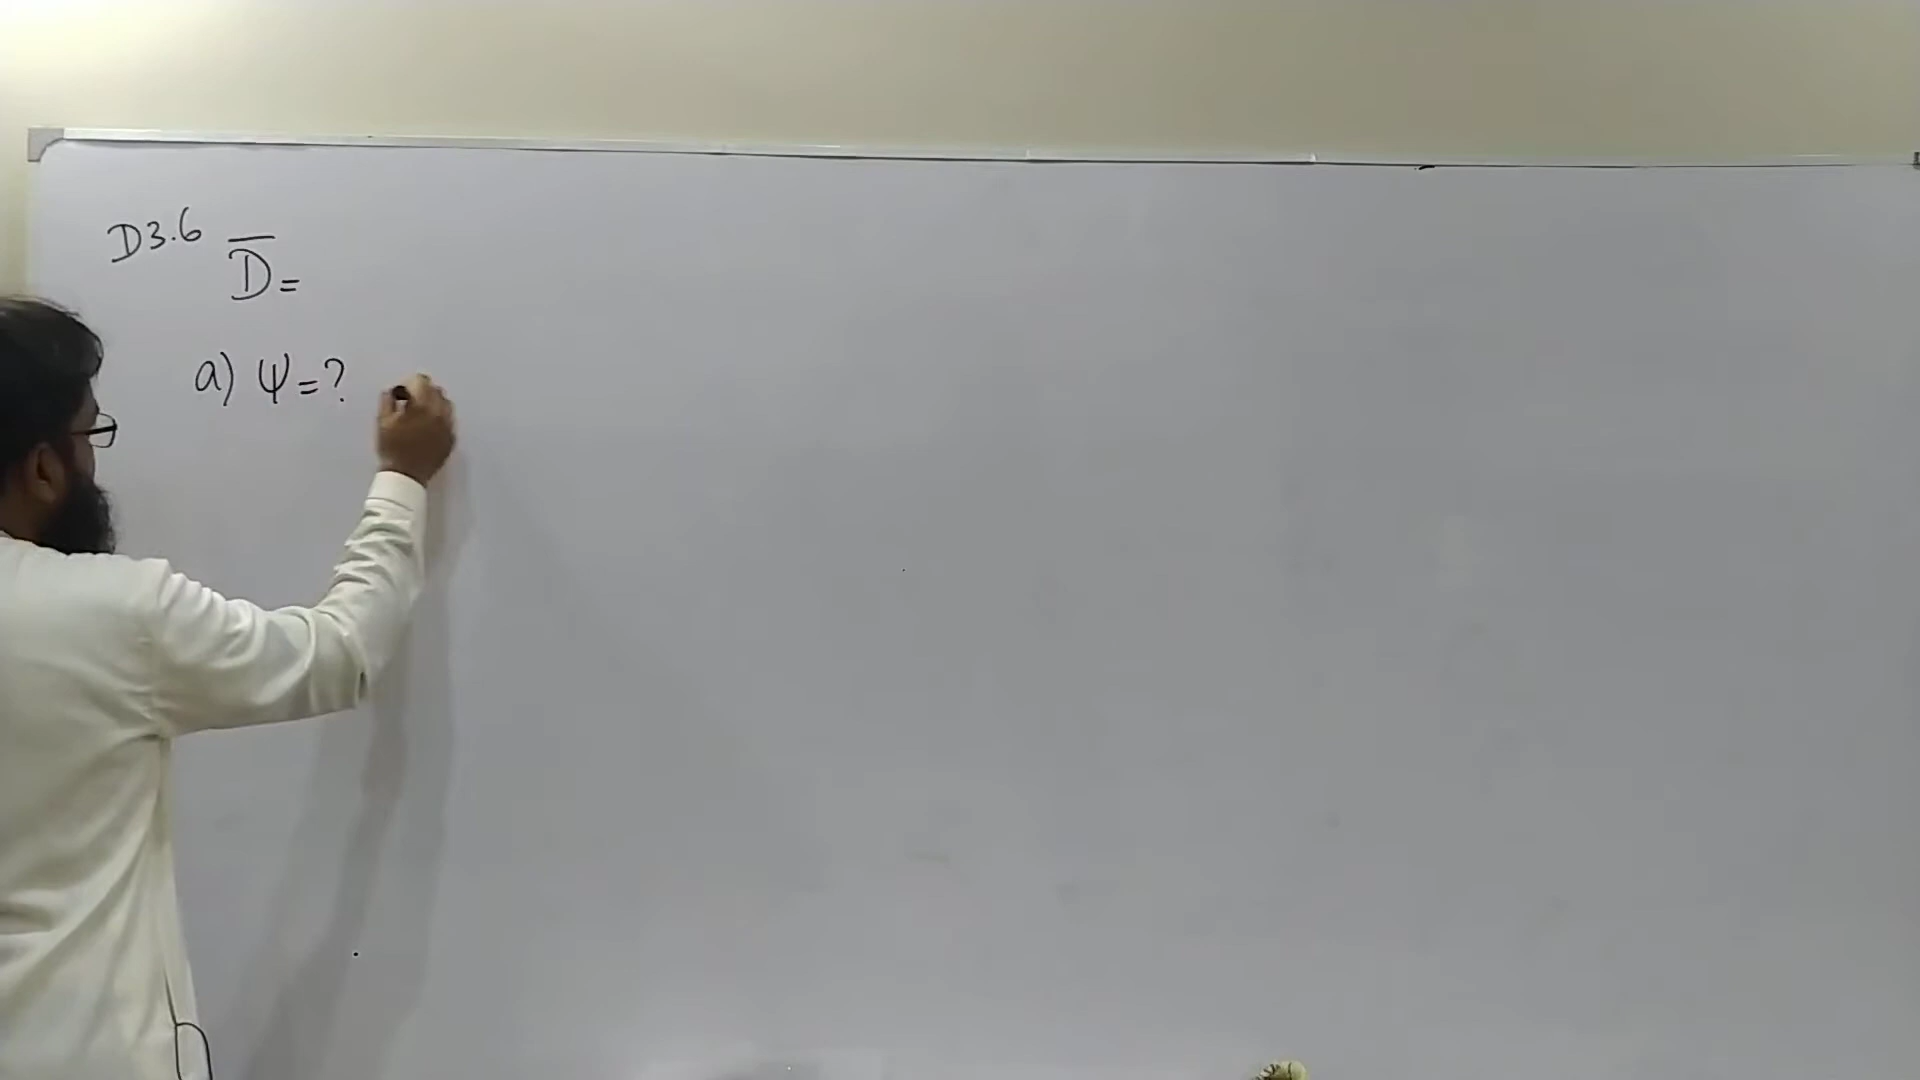 D3.6 D̅ =
a) ψ = ?